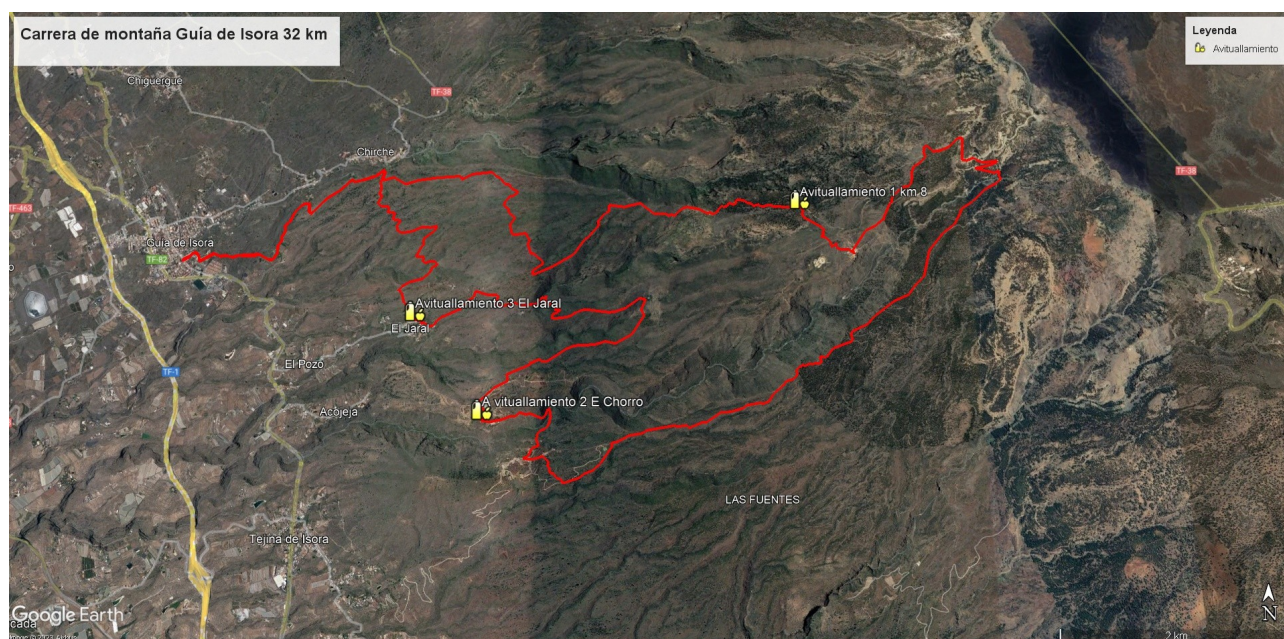 Carrera de montaña Guía de Isora 32 km
Leyenda
Avituallamiento
Chiguergue
TF-38
Chirche
TF-38
TF-463
Avituallamiento 1 km 8
Guía de Isora
TF-82
Avituallamiento 3 El Jaral
El Jaral
El Pozo
TF-1
A vituallamiento 2 E Chorro
Acojeja
LAS FUENTES
Tejina de Isora
Google Earth
N
2 km